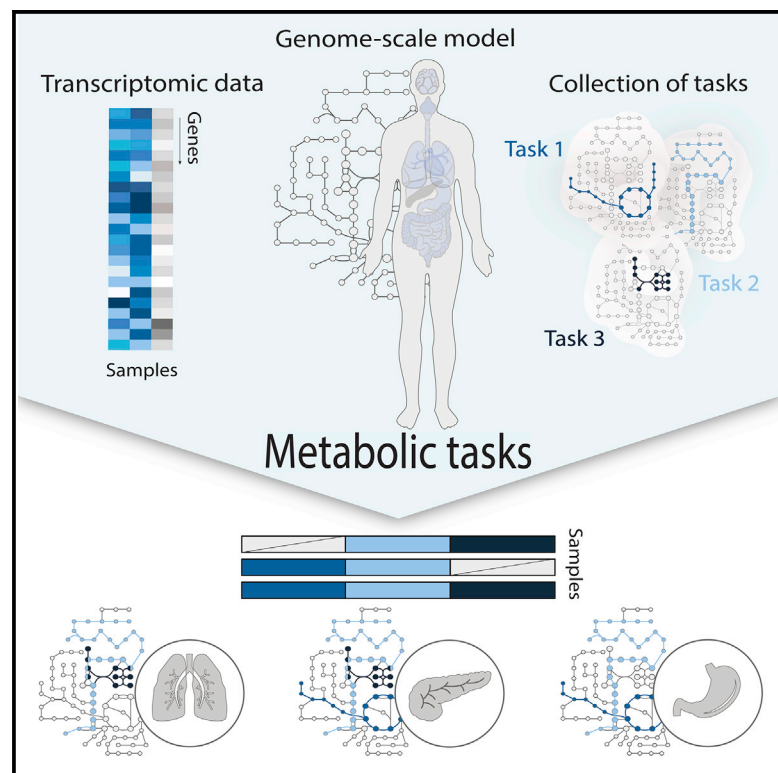 Genome-scale model
Transcriptomic data
Collection of tasks
Genes
Task 1
Task 2
Task 3
Samples
Metabolic tasks
Samples